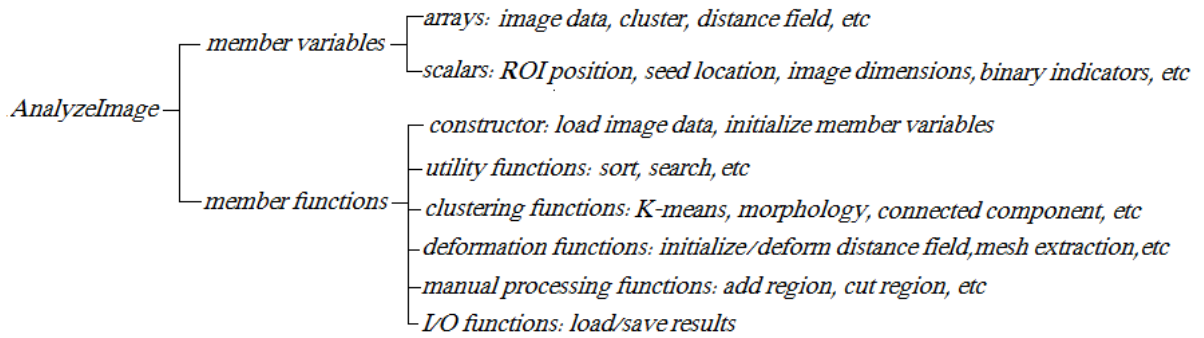 arrays: image data, cluster, distance field, etc
member variables
scalars: ROI position, seed location, image dimensions, binary indicators, etc
AnalyzeImage
constructor: load image data, initialize member variables
utility functions: sort, search, etc
member functions
clustering functions: K-means, morphology, connected component, etc
deformation functions: initialize/deform distance field, mesh extraction, etc
manual processing functions: add region, cut region, etc
I/O functions: load/save results